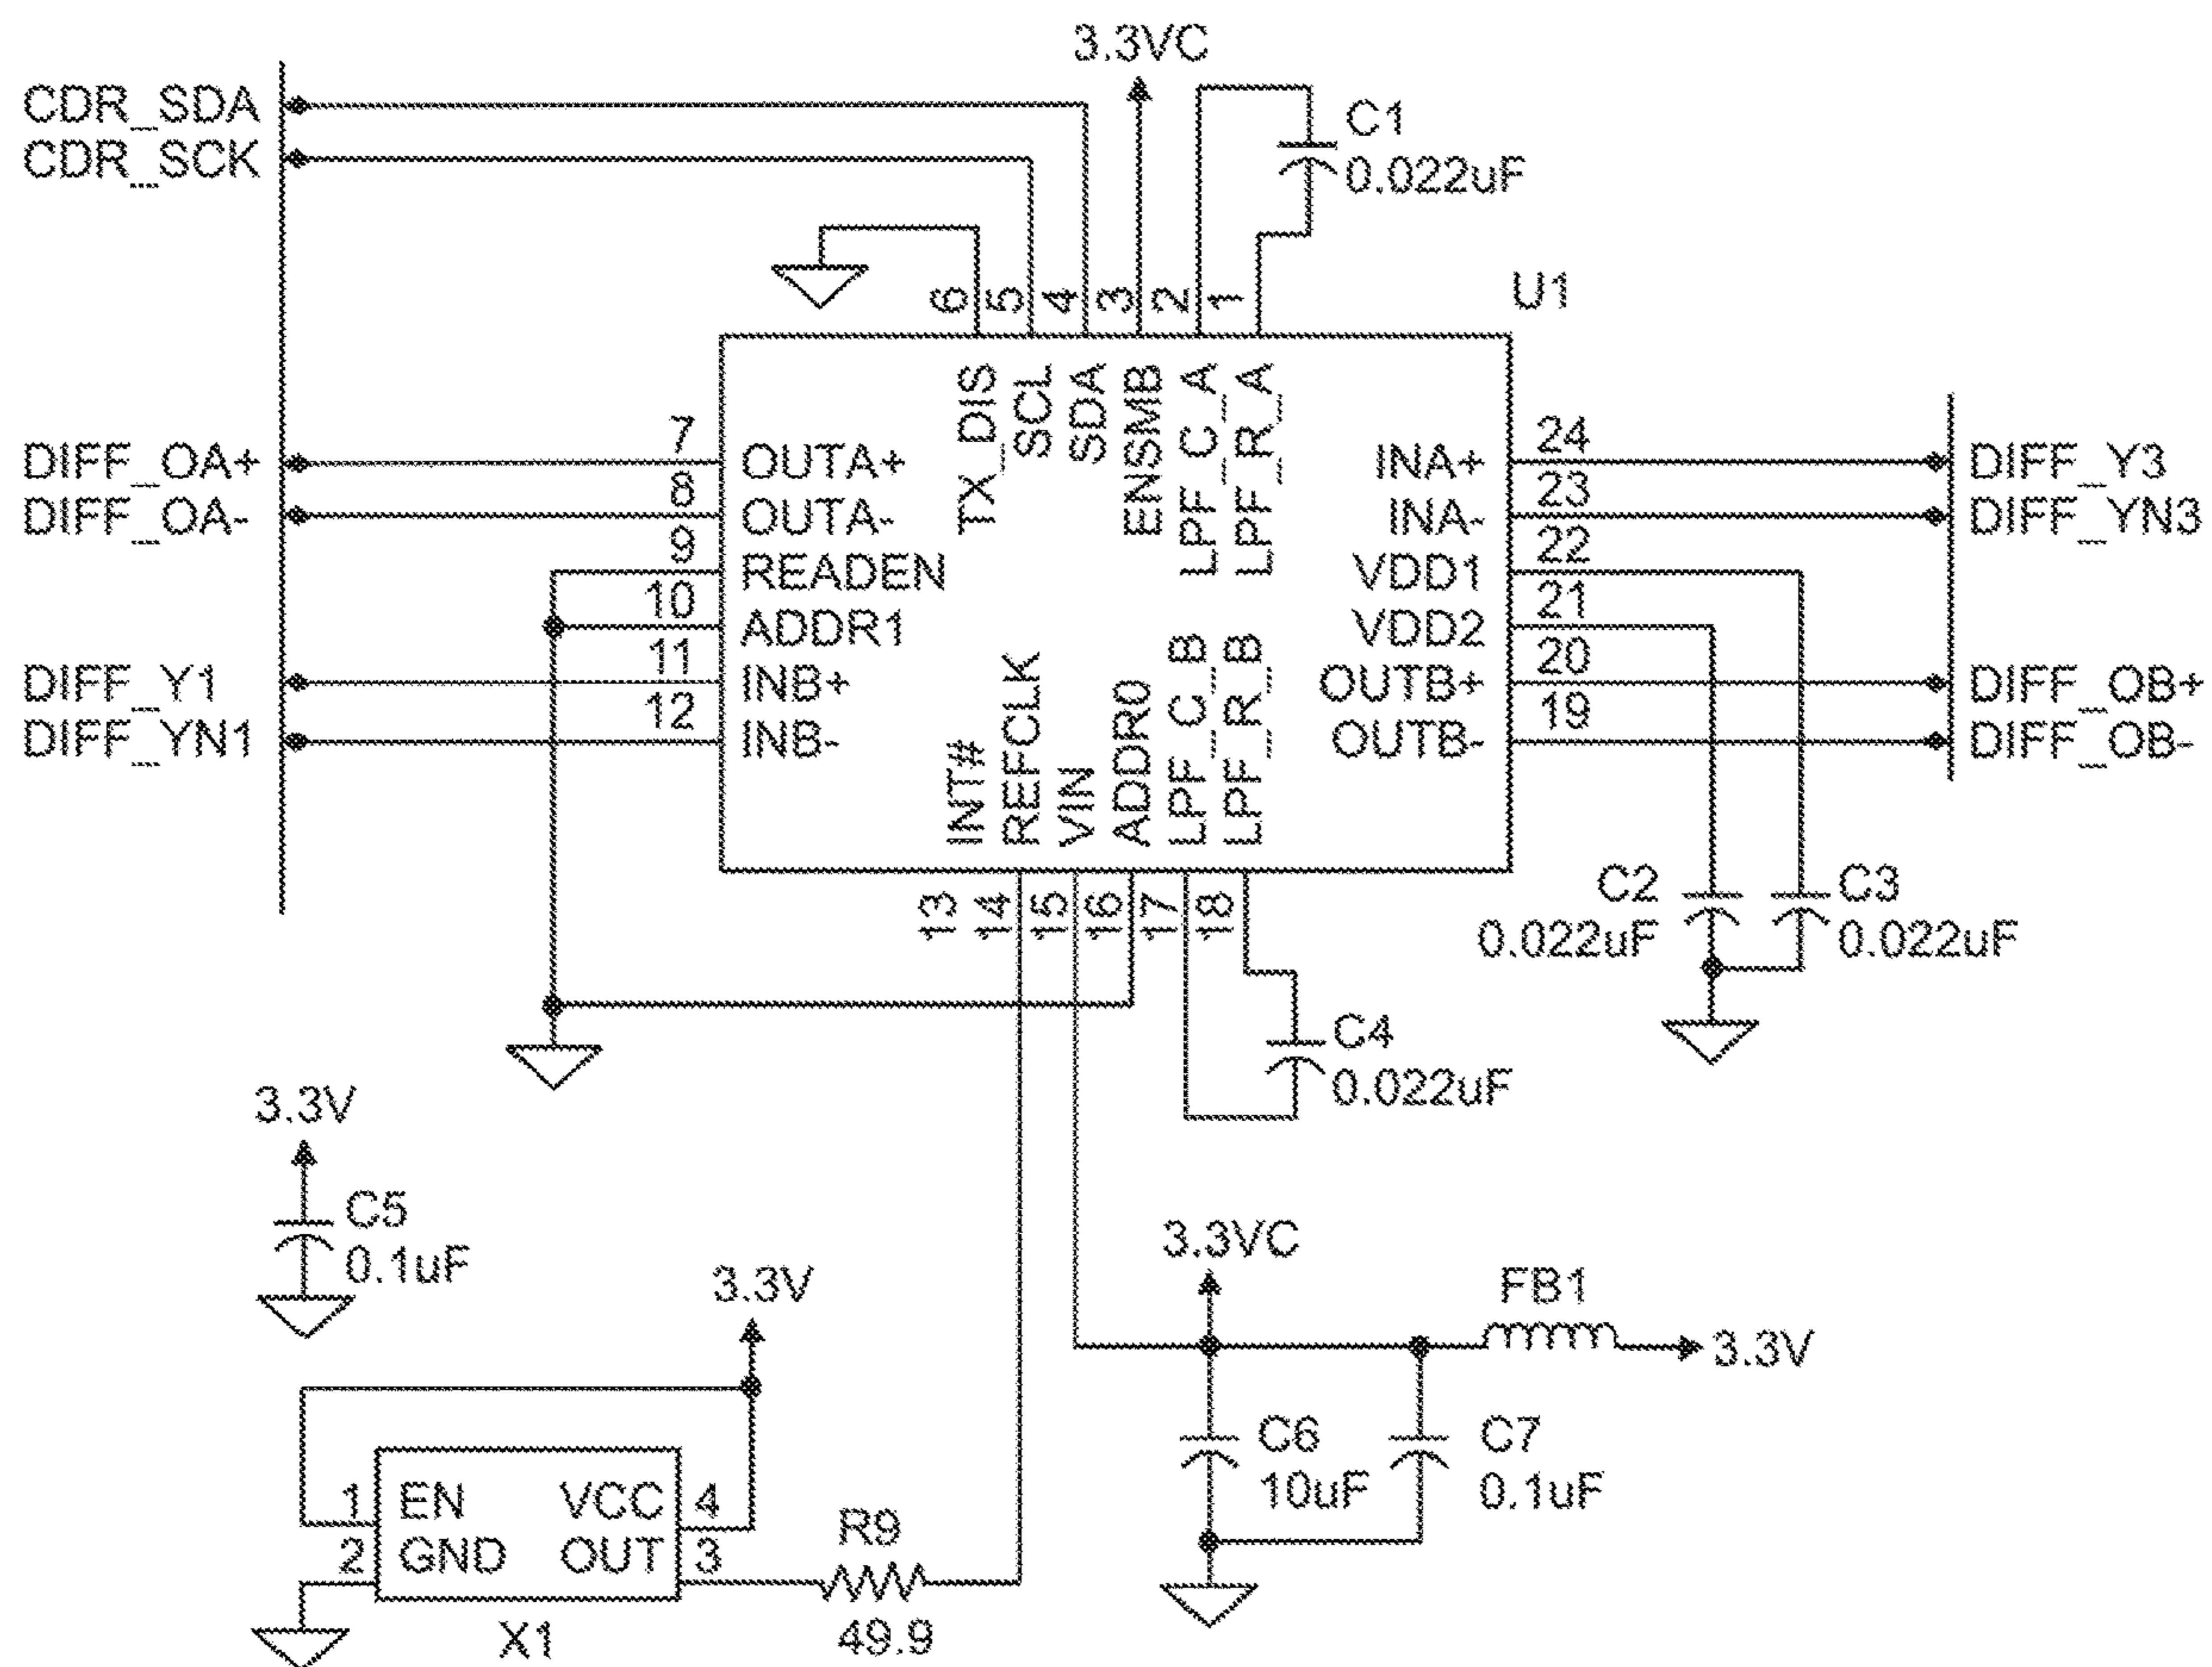 3.3VC
CDR_SDA
CDR_SCK
C1
0.022uF
U1
6
5
4
3
2
1
TX_DIS
SCL
SDA
ENSMB
LPF_C_A
LPF_R_A
DIFF_OA+
7
OUTA+
DIFF_OA-
8
OUTA-
9
READEN
10
ADDR1
DIFF_Y1
11
INB+
DIFF_YN1
12
INB-
INA+
24
DIFF_Y3
INA-
23
DIFF_YN3
VDD1
22
VDD2
21
OUTB+
20
DIFF_OB+
OUTB-
19
DIFF_OB-
INT#
REFCLK
VIN
ADDR0
LPF_C_B
LPF_R_B
13
14
15
16
17
18
C2
0.022uF
C3
0.022uF
C4
0.022uF
3.3V
C5
0.1uF
3.3V
3.3VC
FB1
3.3V
C6
10uF
C7
0.1uF
1
EN
VCC
4
2
GND
OUT
3
X1
R9
49.9